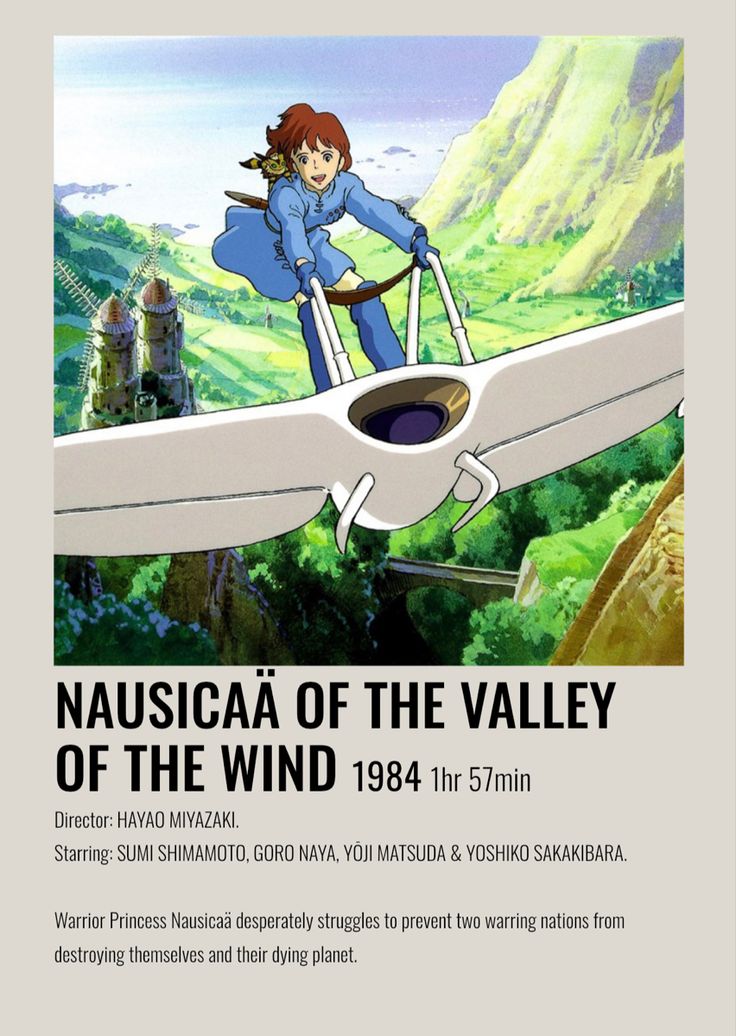 NAUSICAÄ OF THE VALLEY
OF THE WIND 1984 1hr 57min
Director: HAYAO MIYAZAKI.
Starring: SUMI SHIMAMOTO, GORO NAYA, YŌJI MATSUDA & YOSHIKO SAKAKIBARA.
Warrior Princess Nausicaä desperately struggles to prevent two warring nations from
destroying themselves and their dying planet.